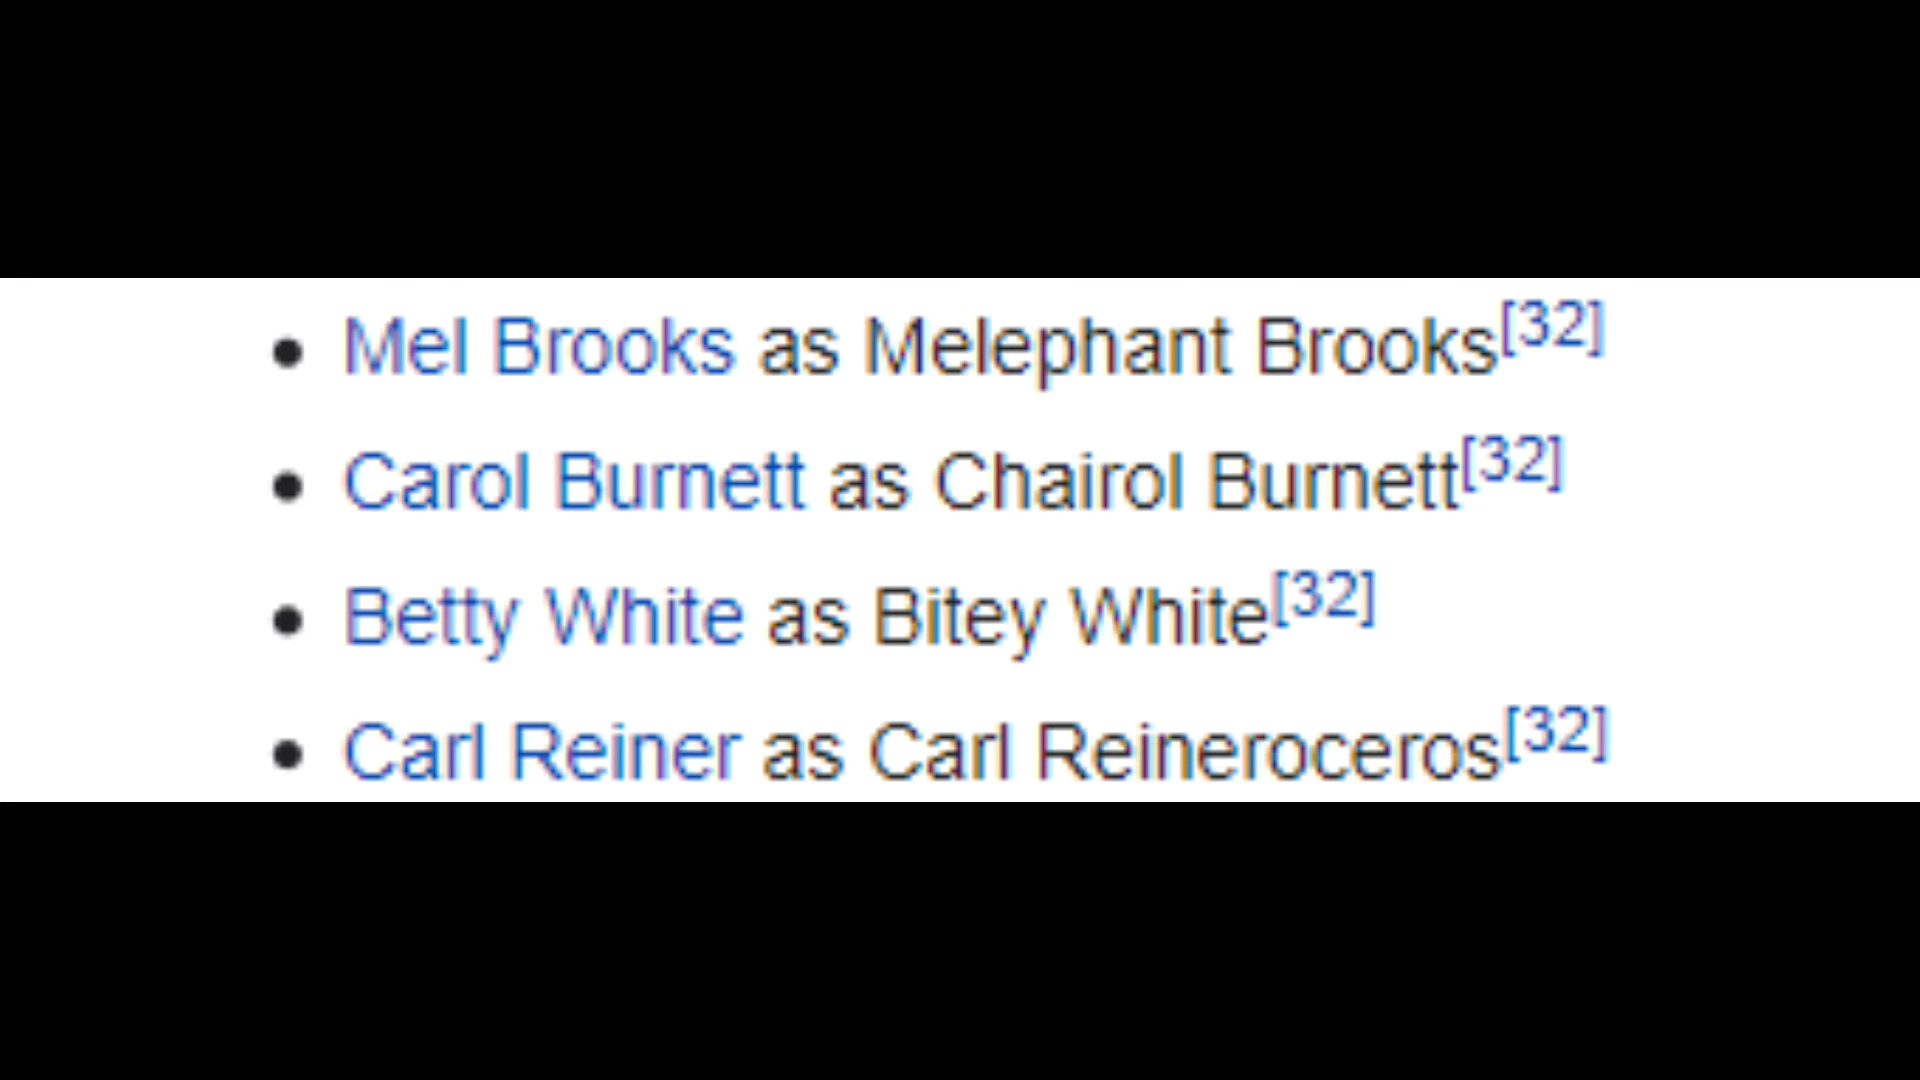 • Mel Brooks as Melephant Brooks[32]
• Carol Burnett as Chairol Burnett[32]
• Betty White as Bitey White[32]
• Carl Reiner as Carl Reineroceros[32]